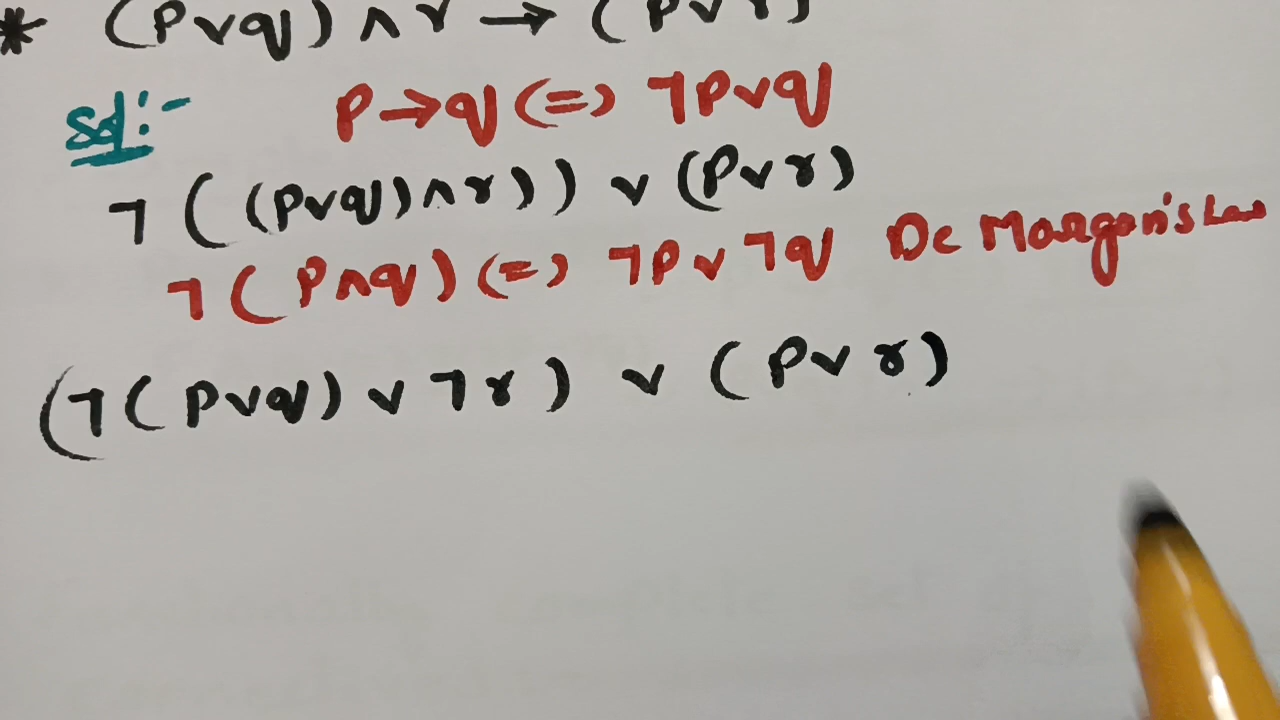 * (p∨q)∧r → (p∨r)
Sol:-
p→q (=) ¬p∨q
¬((p∨q)∧r)) ∨ (p∨r)
¬(p∧q) (=) ¬p∨¬q De Morgan's Law
(¬(p∨q)∨¬r) ∨ (p∨r)